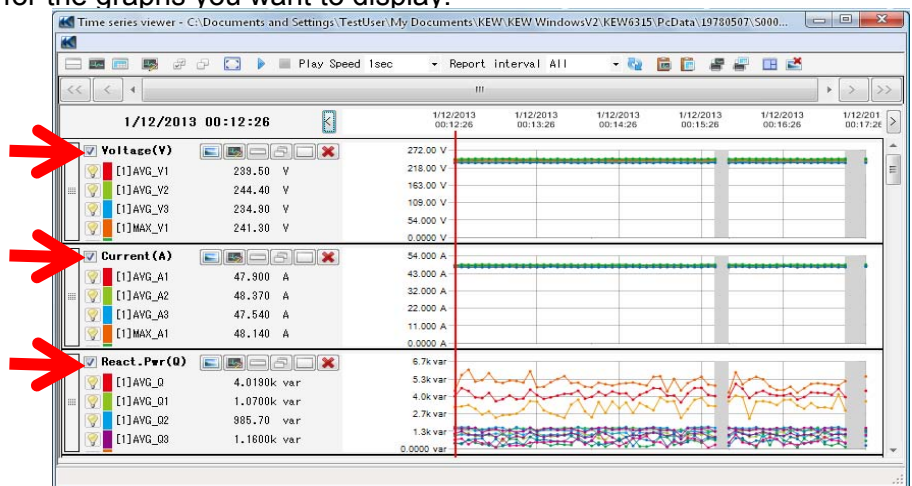 for the graphs you want to display.
Time series viewer - C:\Documents and Settings\TestUser\My Documents\KEW\KEW WindowsV2\KEW6315\PcData\19780507\S000...
Play Speed 1sec Report interval All
<< < > >>
1/12/2013 00:12:26 <
1/12/2013 1/12/2013 1/12/2013 1/12/2013 1/12/2013 1/12/201
00:12:26 00:13:26 00:14:26 00:15:26 00:16:26 00:17:26 >
Voltage(V) 272.00 V
[1]AVG_V1 239.50 V 218.00 V
[1]AVG_V2 244.40 V 163.00 V
[1]AVG_V3 234.90 V 109.00 V
[1]MAX_V1 241.30 V 54.000 V
0.0000 V
Current(A) 54.000 A
[1]AVG_A1 47.900 A 43.000 A
[1]AVG_A2 48.370 A 32.000 A
[1]AVG_A3 47.540 A 22.000 A
[1]MAX_A1 48.140 A 11.000 A
0.0000 A
React.Pwr(Q) 6.7k var
[1]AVG_Q 4.0190k var 5.3k var
[1]AVG_Q1 1.0700k var 4.0k var
[1]AVG_Q2 985.70 var 2.7k var
[1]AVG_Q3 1.1600k var 1.3k var
0.0000 var